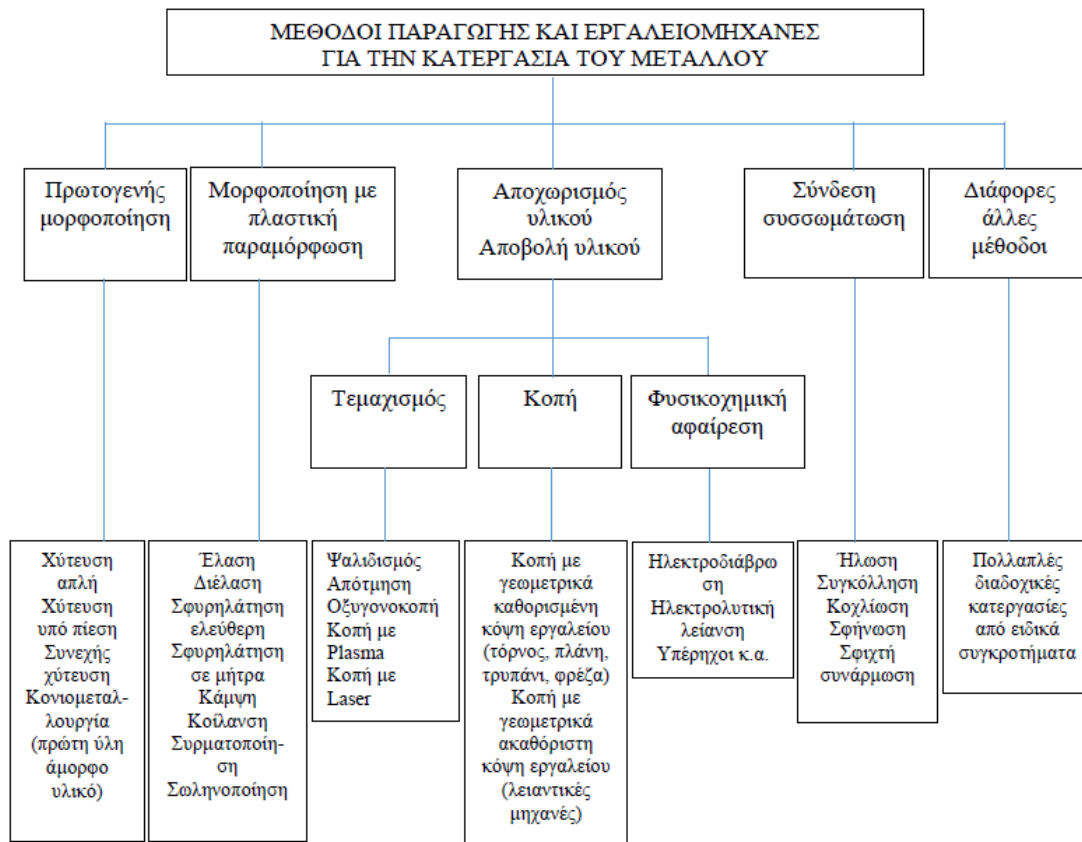 ΜΕΘΟΔΟΙ ΠΑΡΑΓΩΓΗΣ ΚΑΙ ΕΡΓΑΛΕΙΟΜΗΧΑΝΕΣ
ΓΙΑ ΤΗΝ ΚΑΤΕΡΓΑΣΙΑ ΤΟΥ ΜΕΤΑΛΛΟΥ
Πρωτογενής
μορφοποίηση
Μορφοποίηση με
πλαστική
παραμόρφωση
Αποχωρισμός
υλικού
Αποβολή υλικού
Σύνδεση
συσσωμάτωση
Διάφορες
άλλες
μέθοδοι
Τεμαχισμός
Κοπή
Φυσικοχημική
αφαίρεση
Χύτευση
απλή
Χύτευση
υπό πίεση
Συνεχής
χύτευση
Κονιομεταλ-
λουργία
(πρώτη ύλη
άμορφο
υλικό)
Έλαση
Διέλαση
Σφυρηλάτηση
ελεύθερη
Σφυρηλάτηση
σε μήτρα
Κάμψη
Κοίλανση
Συρματοποίη-
ση
Σωληνοποίηση
Ψαλιδισμός
Απότμηση
Οξυγονοκοπή
Κοπή με
Plasma
Κοπή με
Laser
Κοπή με
γεωμετρικά
καθορισμένη
κόψη εργαλείου
(τόρνος, πλάνη,
τρυπάνι, φρέζα)
Κοπή με
γεωμετρικά
ακαθόριστη
κόψη εργαλείου
(λειαντικές
μηχανές)
Ηλεκτροδιάβρω
ση
Ηλεκτρολυτική
λείανση
Υπέρηχοι κ.α.
Ήλωση
Συγκόλληση
Κοχλίωση
Σφήνωση
Σφιχτή
συνάρμωση
Πολλαπλές
διαδοχικές
κατεργασίες
από ειδικά
συγκροτήματα